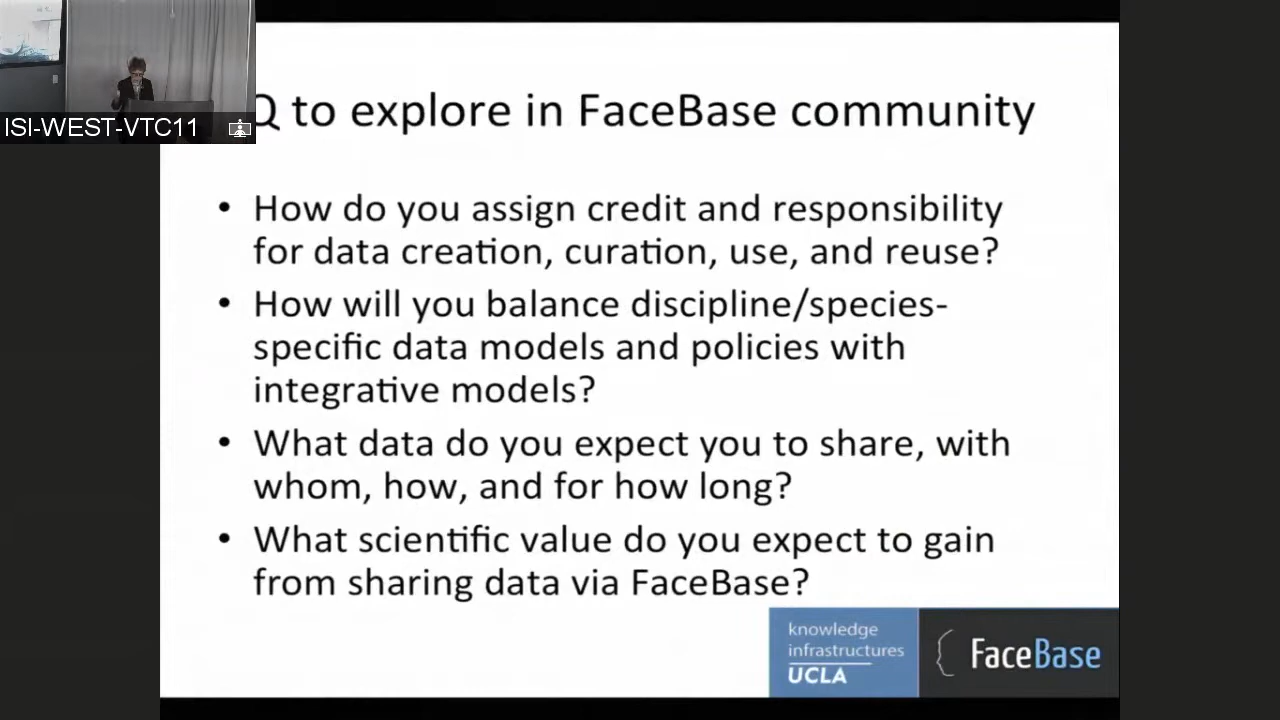 ISI-WEST-VTC11
Q to explore in FaceBase community
• How do you assign credit and responsibility
for data creation, curation, use, and reuse?
• How will you balance discipline/species-
specific data models and policies with
integrative models?
• What data do you expect you to share, with
whom, how, and for how long?
• What scientific value do you expect to gain
from sharing data via FaceBase?
knowledge
infrastructures
UCLA
FaceBase